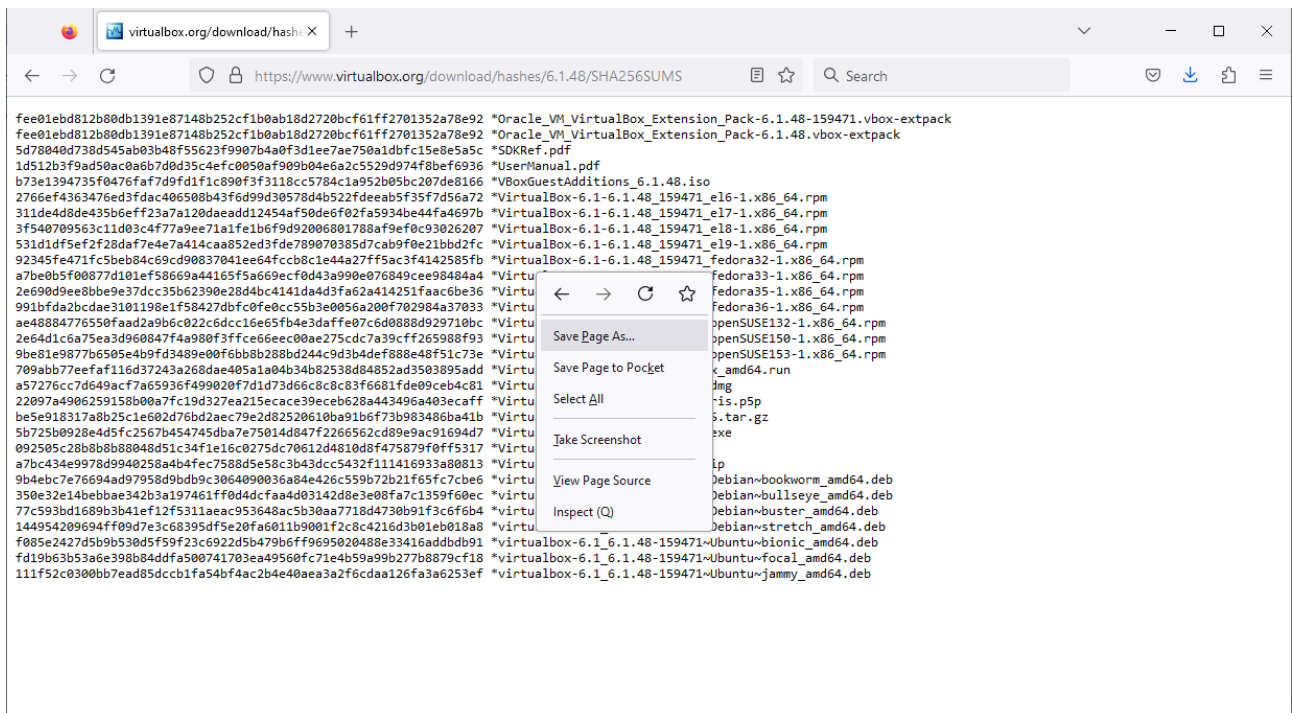 virtualbox.org/download/hashe
https://www.virtualbox.org/download/hashes/6.1.48/SHA256SUMS
Search
fee01ebd812b80db1391e87148b252cf1b0ab18d2720bcf61ff2701352a78e92 *Oracle_VM_VirtualBox_Extension_Pack-6.1.48-159471.vbox-extpack
fee01ebd812b80db1391e87148b252cf1b0ab18d2720bcf61ff2701352a78e92 *Oracle_VM_VirtualBox_Extension_Pack-6.1.48.vbox-extpack
5d78040d738d545ab03b48f55623f9907b4a0f3d1ee7ae750a1dbfc15e8e5a5c *SDKRef.pdf
1d512b3f9ad50ac0a6b7d0d35c4efc0050af909b04e6a2c5529d974f8bef6936 *UserManual.pdf
b73e1394735f0476faf7d9fd1f1c890f3f3118cc5784c1a952b05bc207de8166 *VBoxGuestAdditions_6.1.48.iso
2766ef4363476ed3fdac406508b43f6d99d30578d4b522fdeeab5f35f7d56a72 *VirtualBox-6.1-6.1.48_159471_el6-1.x86_64.rpm
311de4d8de435b6eff23a7a120daeadd12454af50de6f02fa5934be44fa4697b *VirtualBox-6.1-6.1.48_159471_el7-1.x86_64.rpm
3f540709563c11d03c4f77a9ee71a1fe1b6f9d92006801788af9ef0c93026207 *VirtualBox-6.1-6.1.48_159471_el8-1.x86_64.rpm
531d1df5ef2f28daf7e4e7a414caa852ed3fde789070385d7cab9f0e21bbd2fc *VirtualBox-6.1-6.1.48_159471_el9-1.x86_64.rpm
92345fe471fc5beb84c69cd90837041ee64fccb8c1e44a27ff5ac3f4142585fb *VirtualBox-6.1-6.1.48_159471_fedora32-1.x86_64.rpm
a7be0b5f00877d101ef58669a44165f5a669ecf0d43a990e076849cee98484a4 *Virtu fedora33-1.x86_64.rpm
2e690d9ee8bbe9e37dcc35b62390e28d4bc4141da4d3fa62a414251faac6be36 *Virtu fedora35-1.x86_64.rpm
991bfda2bcdae3101198e1f58427dbfc0fe0cc55b3e0056a200f702984a37033 *Virtu fedora36-1.x86_64.rpm
ae48884776550faad2a9b6c022c6dcc16e65fb4e3daffe07c6d0888d929710bc *Virtu openSUSE132-1.x86_64.rpm
2e64d1c6a75ea3d960847f4a980f3ffce66eec00ae275cdc7a39cff265988f93 *Virtu openSUSE150-1.x86_64.rpm
9be81e9877b6505e4b9fd3489e00f6bb8b288bd244c9d3b4def888e48f51c73e *Virtu openSUSE153-1.x86_64.rpm
709abb77eefaf116d37243a268dae405a1a04b34b82538d84852ad3503895add *Virtu x_amd64.run
a57276cc7d649acf7a65936f499020f7d1d73d66c8c8c83f6681fde09ceb4c81 *Virtu dmg
22097a4906259158b00a7fc19d327ea215ecace39eceb628a443496a403ecaff *Virtu ris.p5p
be5e918317a8b25c1e602d76bd2aec79e2d82520610ba91b6f73b983486ba41b *Virtu S.tar.gz
5b725b0928e4d5fc2567b454745dba7e75014d847f2266562cd89e9ac91694d7 *Virtu exe
092505c28b8b8b88048d51c34f1e16c0275dc70612d4810d8f475879f0ff5317 *Virtu
a7bc434e9978d9940258a4b4fec7588d5e58c3b43dcc5432f111416933a80813 *Virtu ip
9b4ebc7e76694ad97958d9bdb9c3064090036a84e426c559b72b21f65fc7cbe6 *virtu Debian~bookworm_amd64.deb
350e32e14bebbae342b3a197461ff0d4dcfaa4d03142d8e3e08fa7c1359f60ec *virtu Debian~bullseye_amd64.deb
77c593bd1689b3b41ef12f5311aeac953648ac5b30aa7718d4730b91f3c6f6b4 *virtu Debian~buster_amd64.deb
144954209694ff09d7e3c68395df5e20fa6011b9001f2c8c4216d3b01eb018a8 *virtu Debian~stretch_amd64.deb
f085e2427d5b9b530d5f59f23c6922d5b479b6ff9695020488e33416addbdb91 *virtualbox-6.1_6.1.48-159471~Ubuntu~bionic_amd64.deb
fd19b63b53a6e398b84ddfa500741703ea49560fc71e4b59a99b277b8879cf18 *virtualbox-6.1_6.1.48-159471~Ubuntu~focal_amd64.deb
111f52c0300bb7ead85dccb1fa54bf4ac2b4e40aea3a2f6cdaa126fa3a6253ef *virtualbox-6.1_6.1.48-159471~Ubuntu~jammy_amd64.deb
Save Page As...
Save Page to Pocket
Select All
Take Screenshot
View Page Source
Inspect (Q)